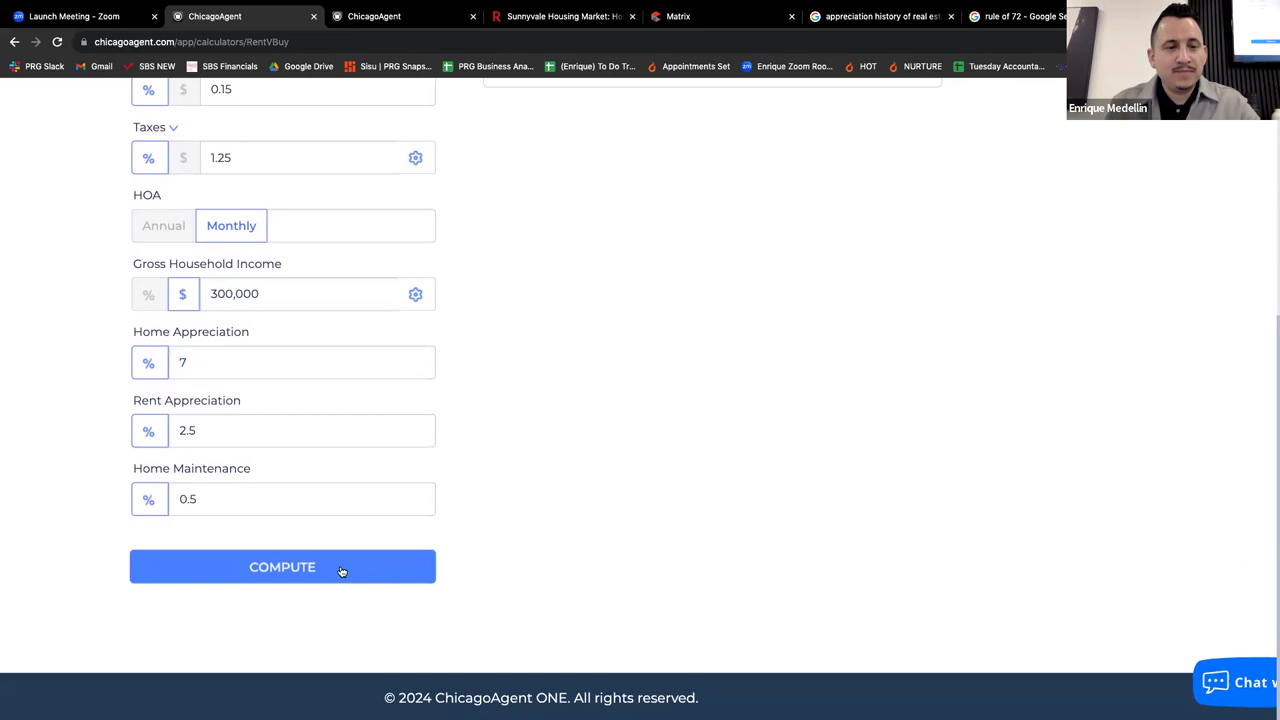 Launch Meeting - Zoom
ChicagoAgent
ChicagoAgent
Sunnyvale Housing Market: Ho
Matrix
appreciation history of real est
rule of 72 - Google Se
chicagoagent.com/app/calculators/RentVBuy
PRG Slack
Gmail
SBS NEW
SBS Financials
Google Drive
Sisu | PRG Snaps...
PRG Business Ana...
(Enrique) To Do Tr...
Appointments Set
Enrique Zoom Roo...
HOT
NURTURE
Tuesday Accounta...
Enrique Medellin
% $ 0.15
Taxes
% $ 1.25
HOA
Annual Monthly
Gross Household Income
% $ 300,000
Home Appreciation
% 7
Rent Appreciation
% 2.5
Home Maintenance
% 0.5
COMPUTE
Chat
© 2024 ChicagoAgent ONE. All rights reserved.